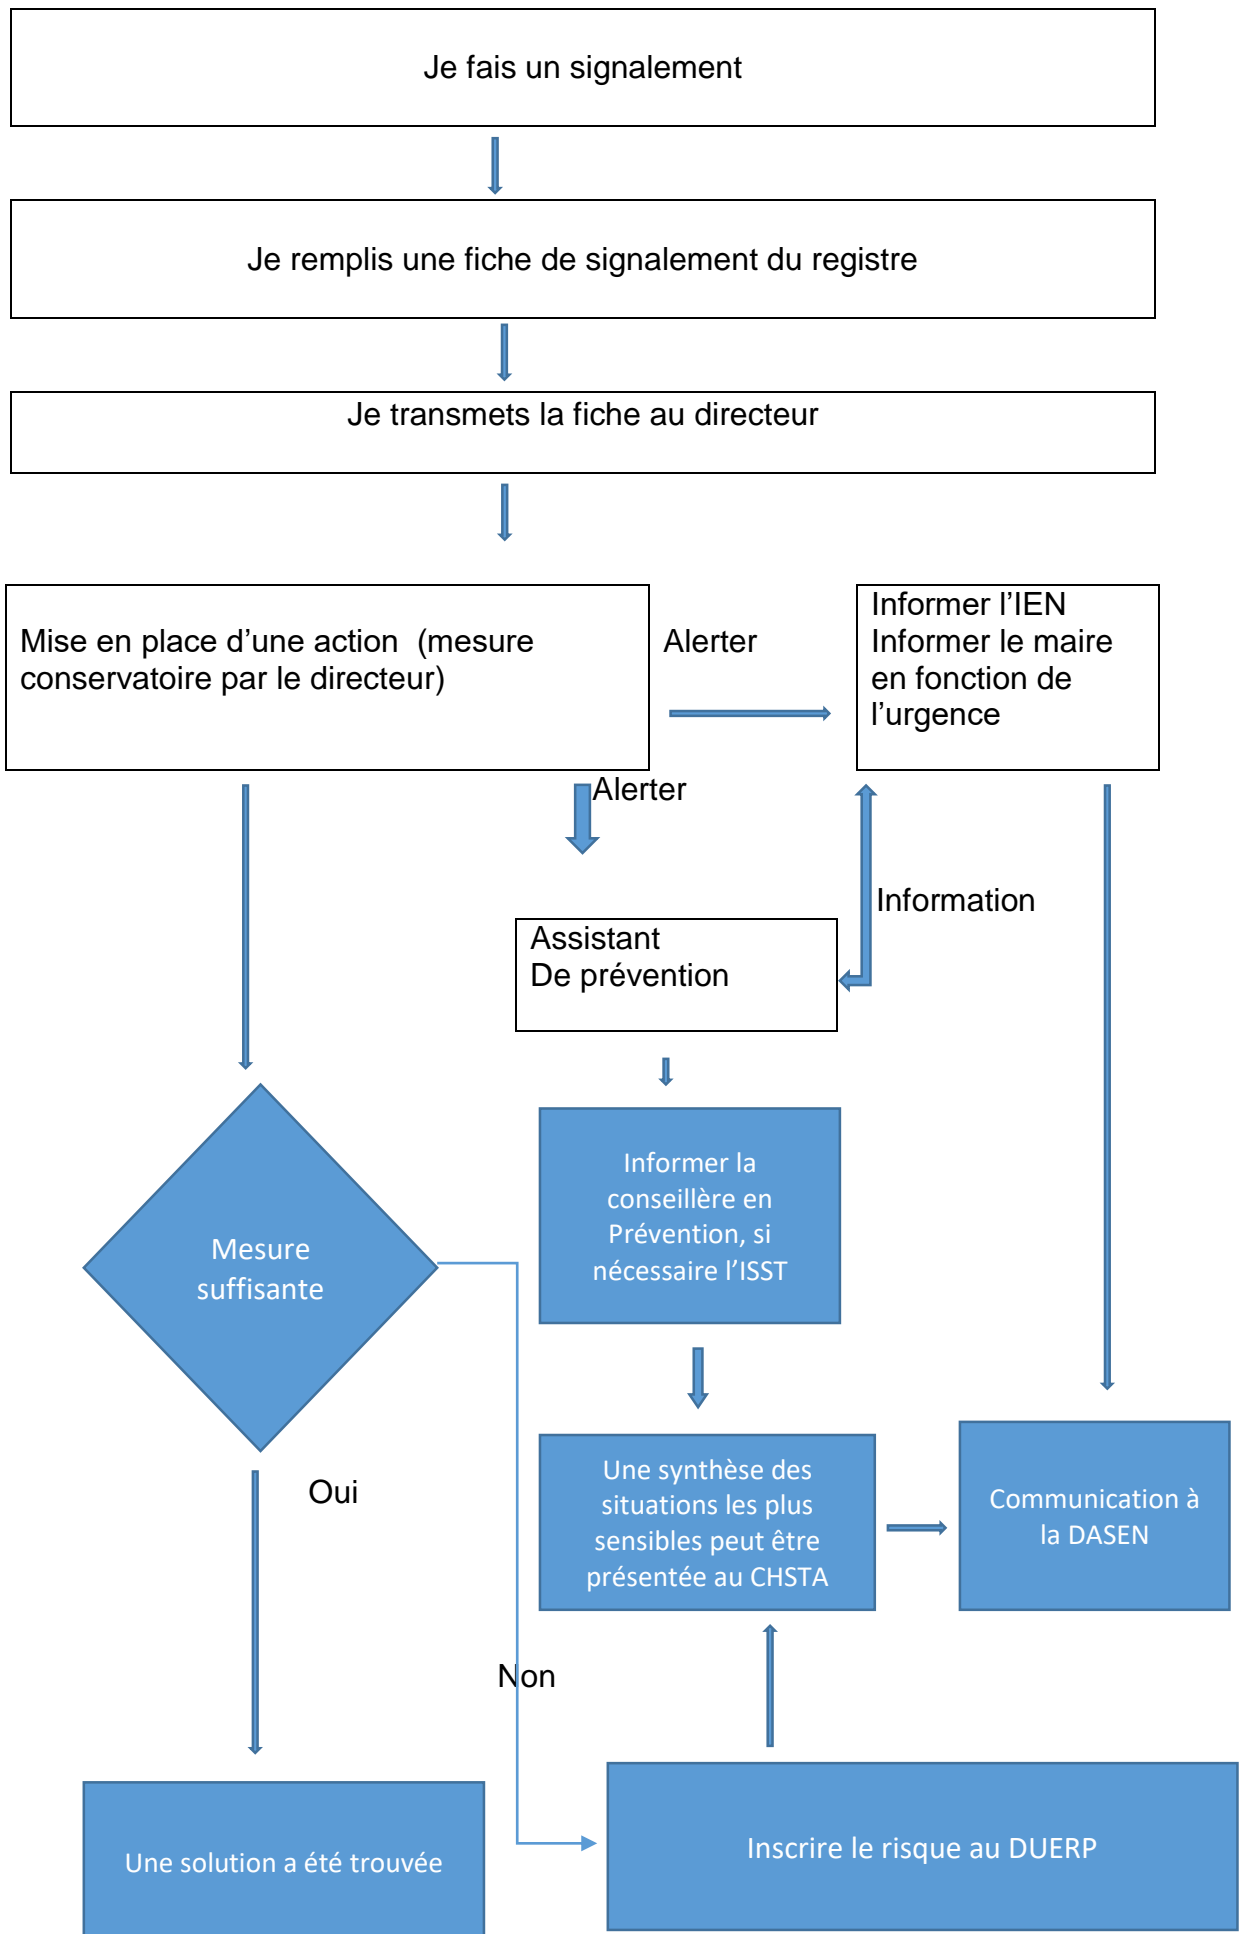 Je fais un signalement
Je remplis une fiche de signalement du registre
Je transmets la fiche au directeur
Mise en place d’une action  (mesure
conservatoire par le directeur)
Alerter
Informer l’IEN
Informer le maire
en fonction de
l’urgence
Alerter
Information
Assistant
De prévention
Informer la
conseillère en
Prévention, si
nécessaire l’ISST
Mesure
suffisante
Une synthèse des
situations les plus
sensibles peut être
présentée au CHSTA
Communication à
la DASEN
Oui
Non
Une solution a été trouvée
Inscrire le risque au DUERP